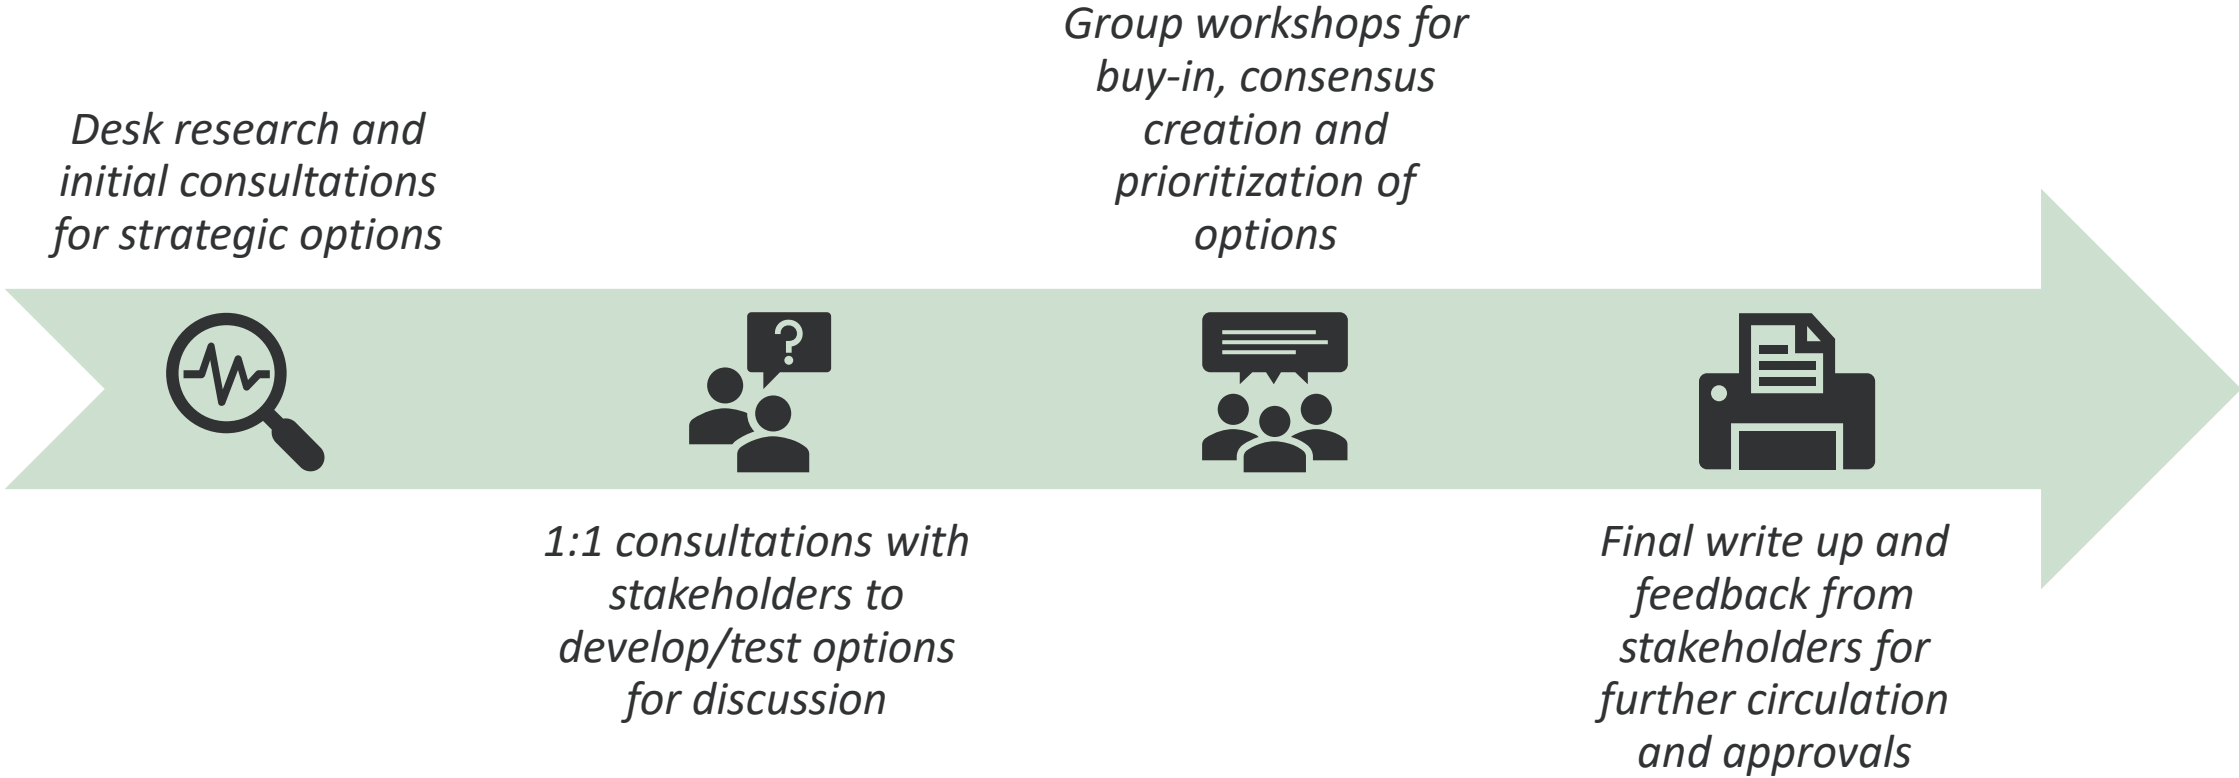 Desk research and
initial consultations
for strategic options
?
1:1 consultations with
stakeholders to
develop/test options
for discussion
Group workshops for
buy-in, consensus
creation and
prioritization of
options
Final write up and
feedback from
stakeholders for
further circulation
and approvals